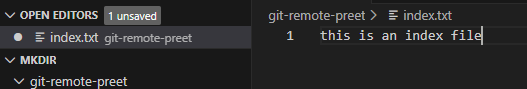 OPEN EDITORS 1 unsaved
index.txt git-remote-preet
MKDIR
git-remote-preet
git-remote-preet > index.txt
1 this is an index file